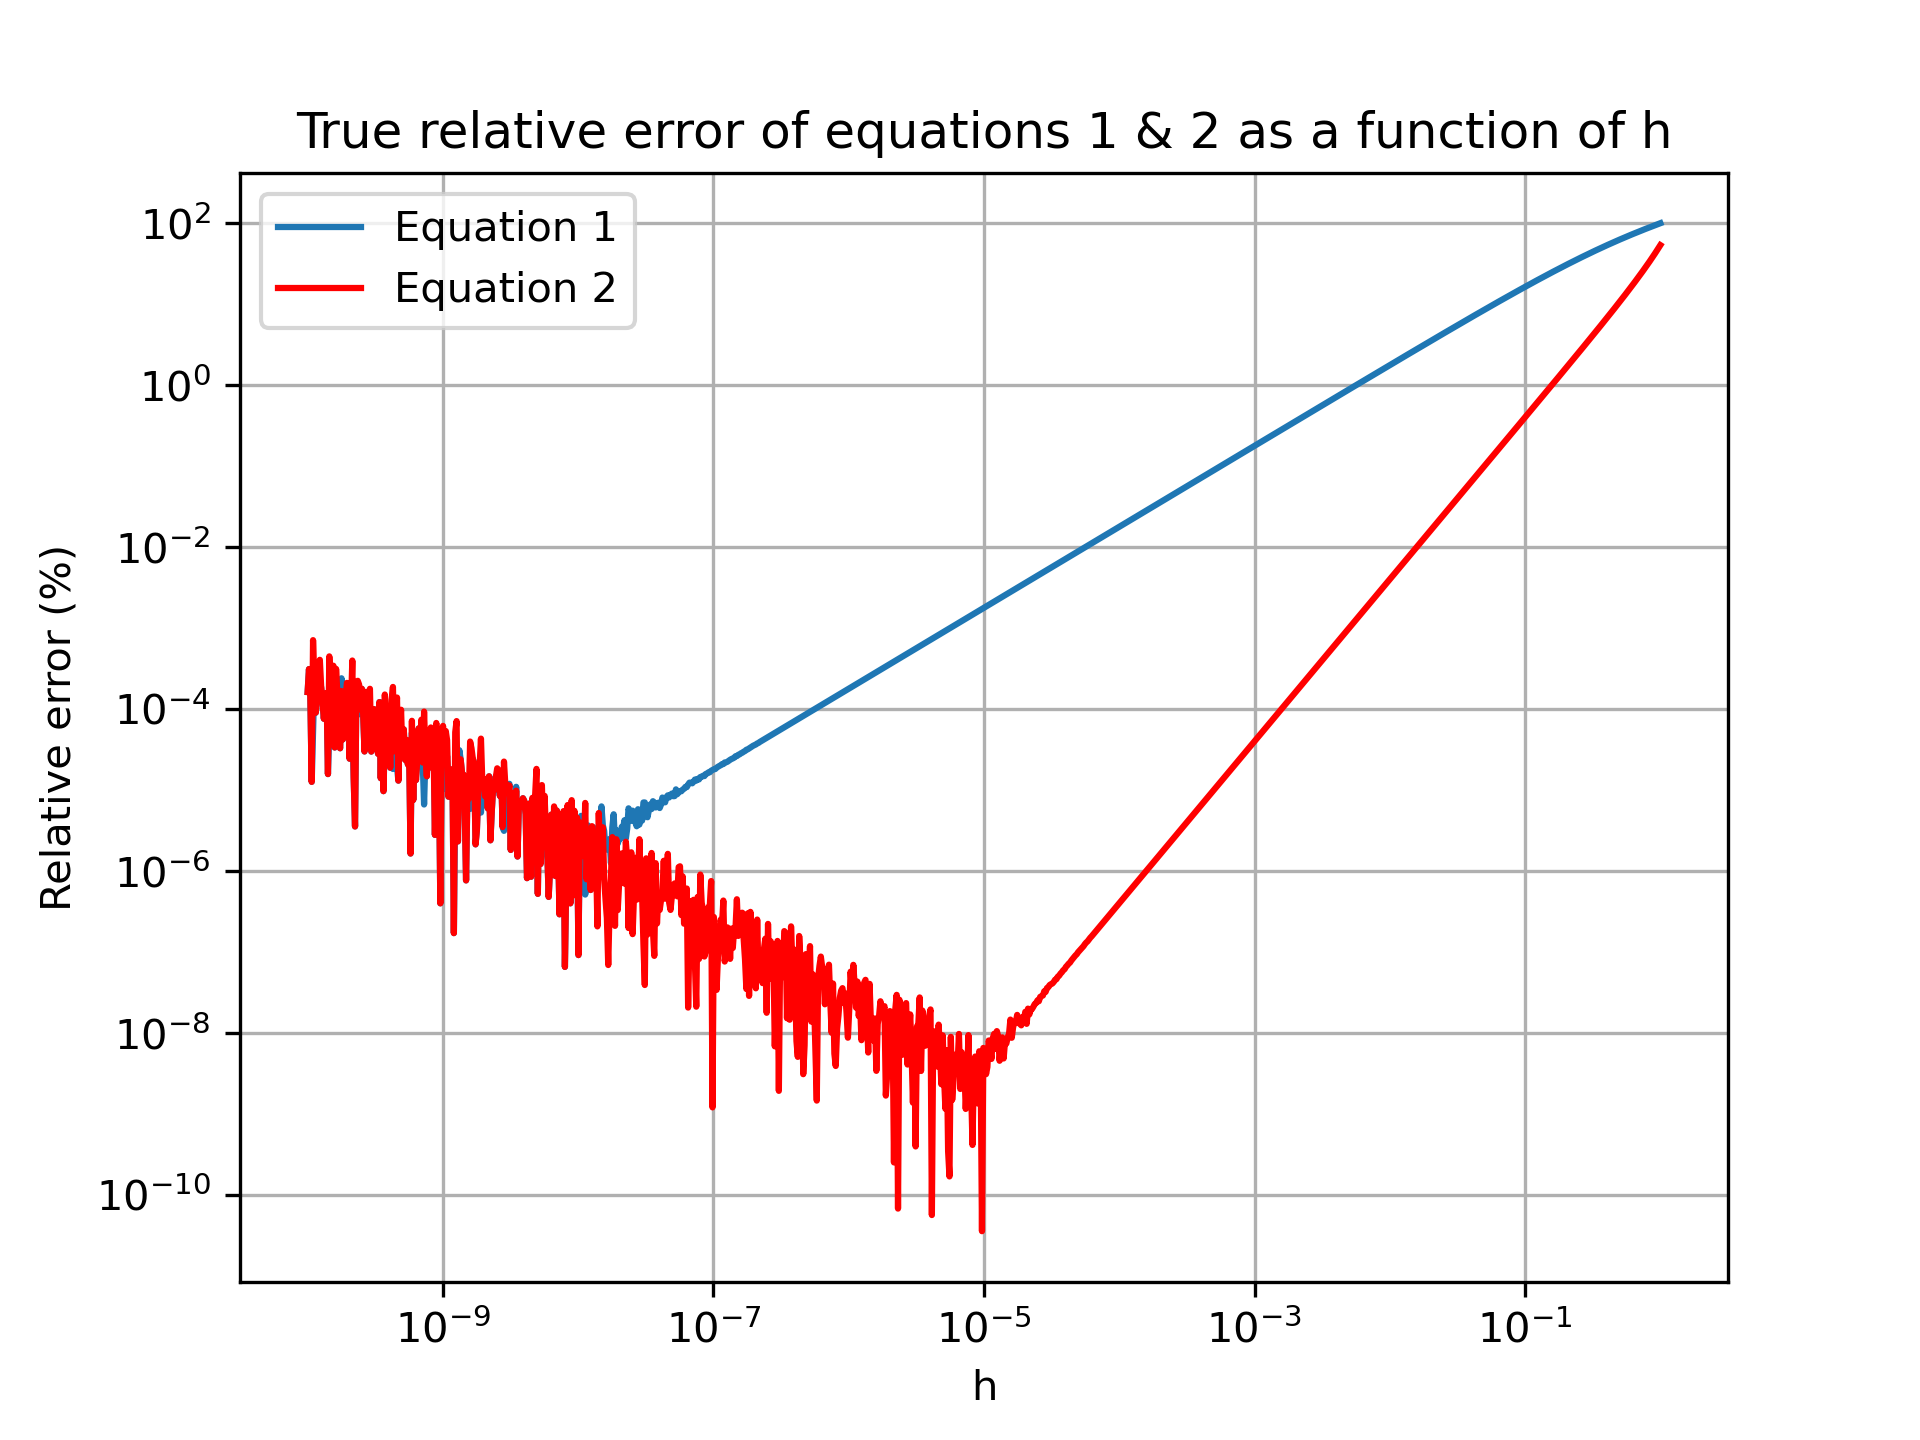 True relative error of equations 1 & 2 as a function of h
Equation 1
Equation 2
Relative error (%)
10²
10⁰
10⁻²
10⁻⁴
10⁻⁶
10⁻⁸
10⁻¹⁰
10⁻⁹ 10⁻⁷ 10⁻⁵ 10⁻³ 10⁻¹
h